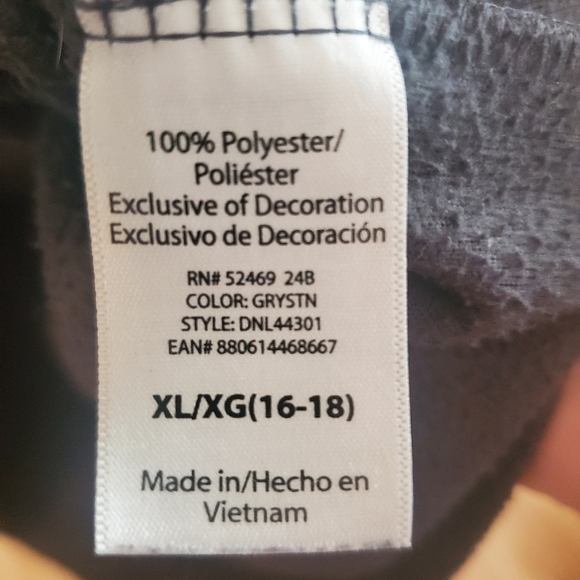 100% Polyester/
Poliéster
Exclusive of Decoration
Exclusivo de Decoración
RN# 52469 24B
COLOR: GRYSTN
STYLE: DNL44301
EAN# 880614468667
XL/XG(16-18)
Made in/Hecho en
Vietnam